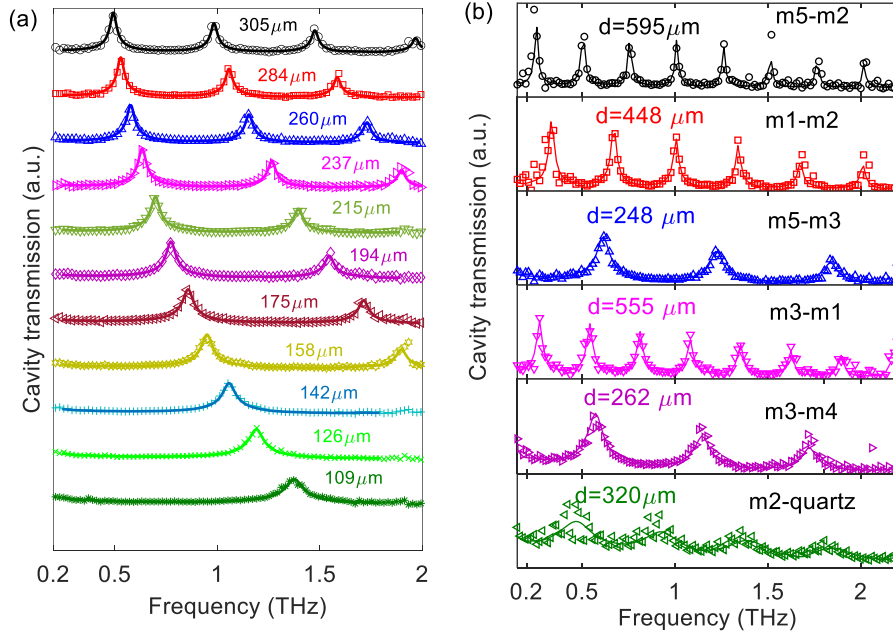 (a)
305μm
284μm
260μm
237μm
215μm
194μm
175μm
158μm
142μm
126μm
109μm
Cavity transmission (a.u.)
0.2 0.5 1 1.5 2
Frequency (THz)
(b)
d=595μm m5-m2
d=448 μm m1-m2
d=248 μm m5-m3
d=555 μm m3-m1
d=262 μm m3-m4
d=320μm m2-quartz
Cavity transmission (a.u.)
0.5 1 1.5 2
Frequency (THz)